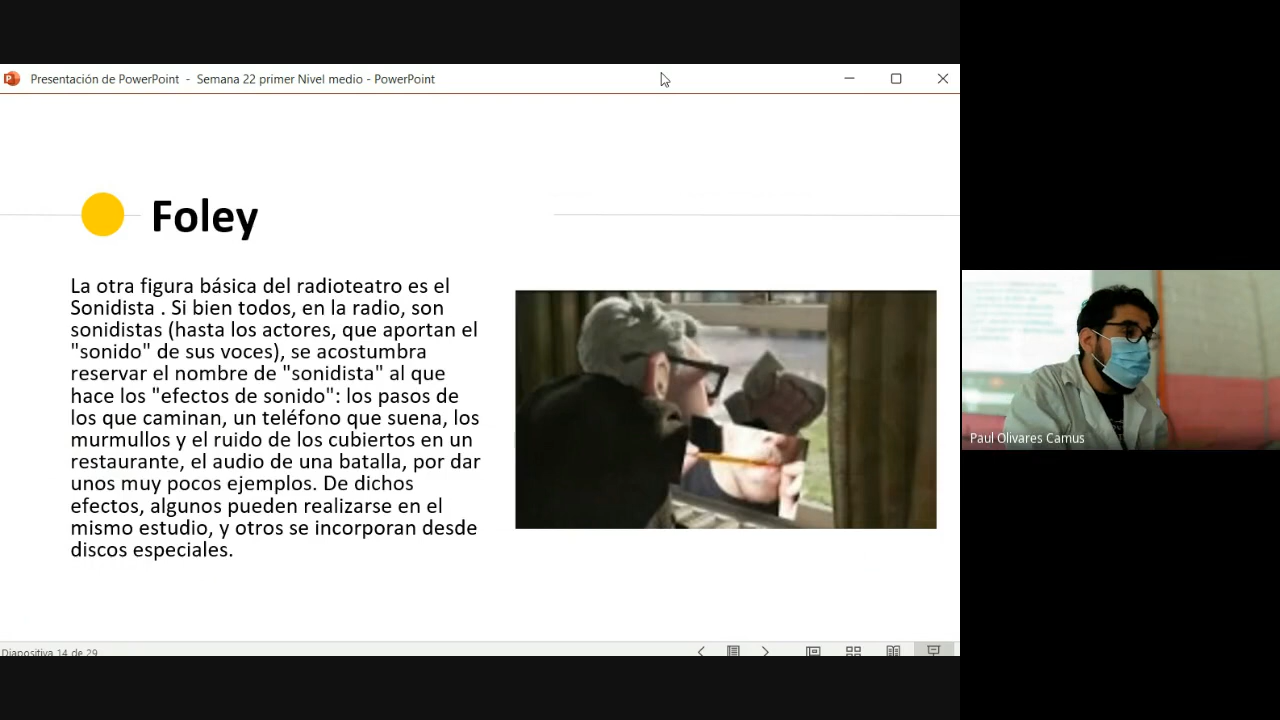 Presentación de PowerPoint - Semana 22 primer Nivel medio - PowerPoint
Foley
La otra figura básica del radioteatro es el
Sonidista . Si bien todos, en la radio, son
sonidistas (hasta los actores, que aportan el
"sonido" de sus voces), se acostumbra
reservar el nombre de "sonidista" al que
hace los "efectos de sonido": los pasos de
los que caminan, un teléfono que suena, los
murmullos y el ruido de los cubiertos en un
restaurante, el audio de una batalla, por dar
unos muy pocos ejemplos. De dichos
efectos, algunos pueden realizarse en el
mismo estudio, y otros se incorporan desde
discos especiales.
Diapositiva 14 de 29
Paul Olivares Camus